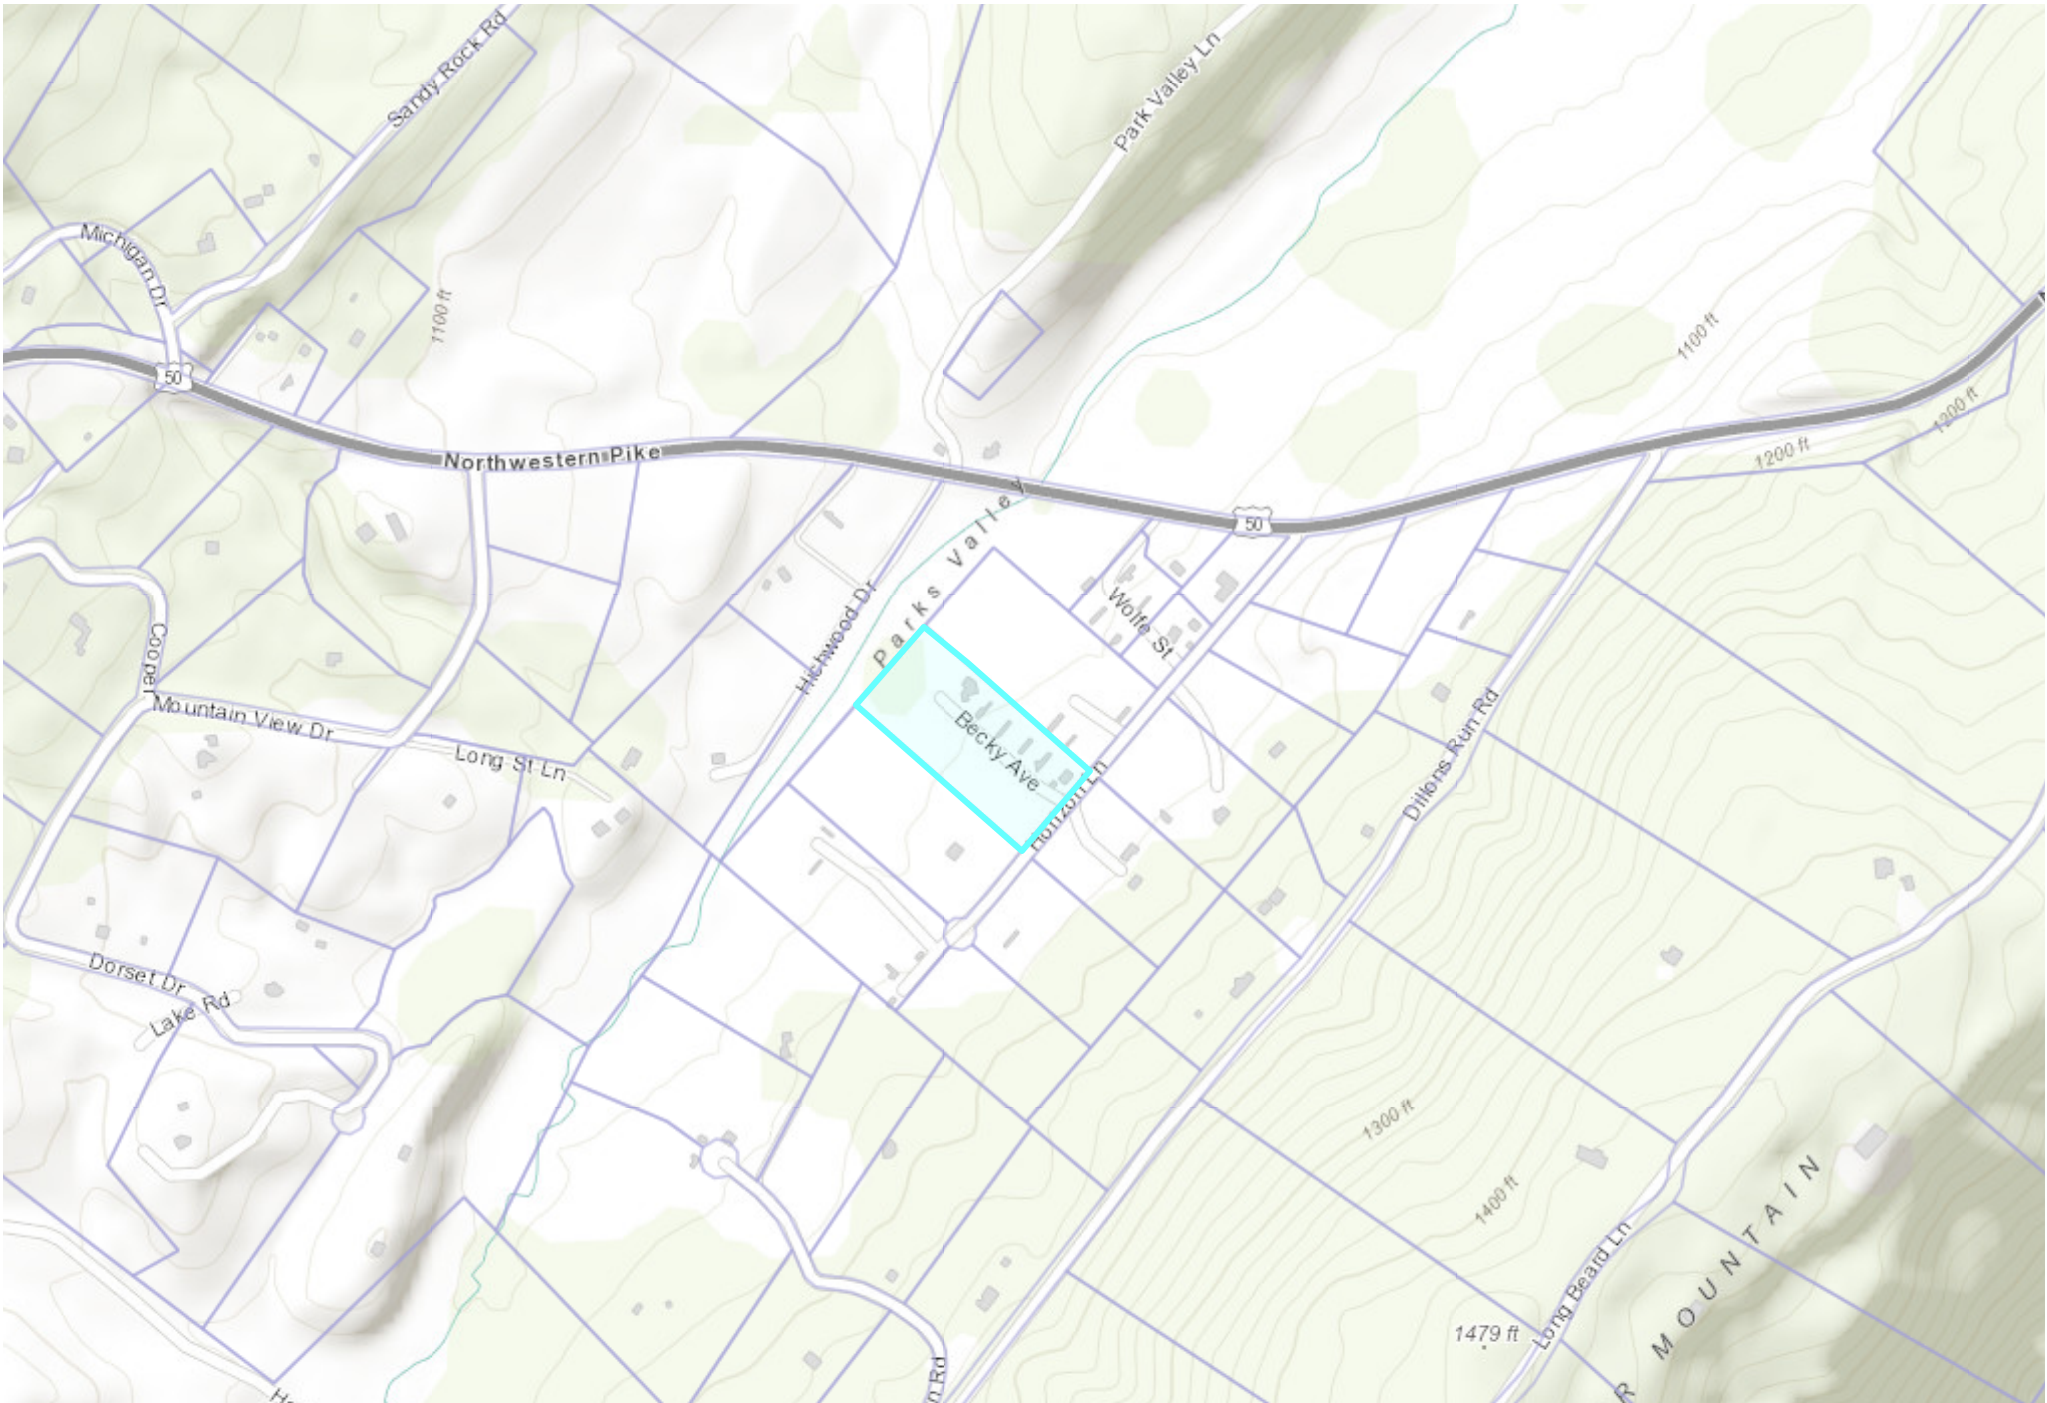 Sandy Rock Rd
Park Valley Ln
Michigan Dr
1100 ft
1100 ft
50
1200 ft
1200 ft
Northwestern Pike
50
Parks Valley
Highwood Dr
Wolfe St
Cooper
Mountain View Dr
Long St Ln
Becky Ave
Horizon Ln
Dillons Run Rd
Dorset Dr
Lake Rd
1300 ft
1400 ft
MOUNTAIN
Long Beard Ln
1479 ft
R
n Rd